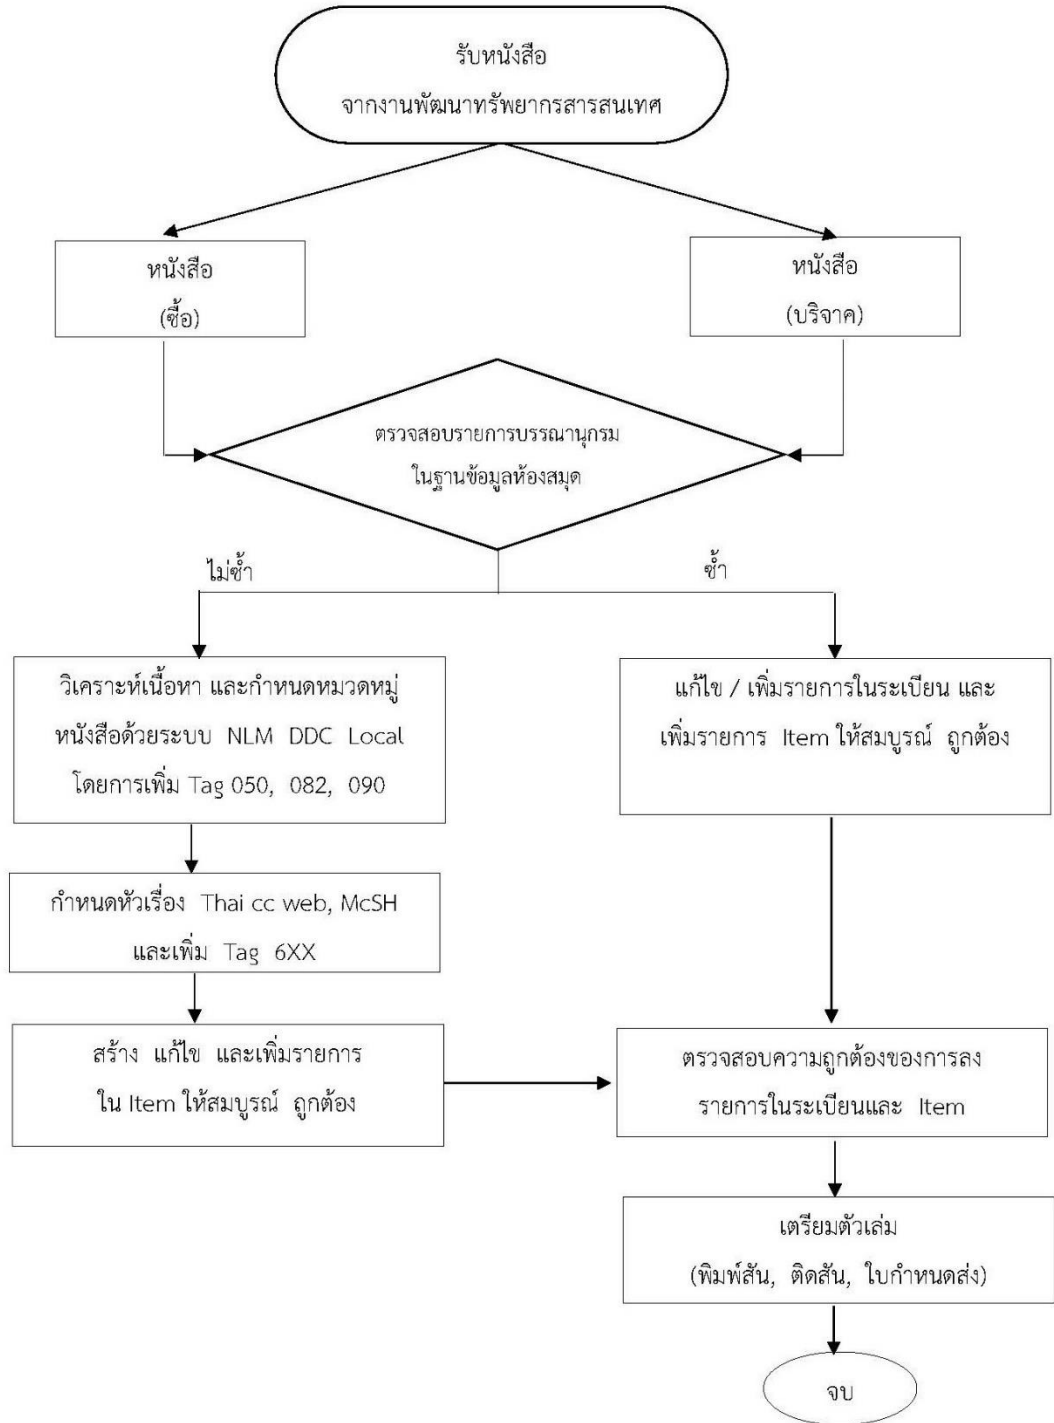 รับหนังสือ
จากงานพัฒนาทรัพยากรสารสนเทศ
หนังสือ
(ซื้อ)
หนังสือ
(บริจาค)
ตรวจสอบรายการบรรณานุกรม
ในฐานข้อมูลห้องสมุด
ไม่ซ้ำ
ซ้ำ
วิเคราะห์เนื้อหา และกำหนดหมวดหมู่
หนังสือด้วยระบบ NLM DDC Local
โดยการเพิ่ม Tag 050, 082, 090
แก้ไข / เพิ่มรายการในระเบียน และ
เพิ่มรายการ Item ให้สมบูรณ์ ถูกต้อง
กำหนดหัวเรื่อง Thai cc web, McSH
และเพิ่ม Tag 6XX
สร้าง แก้ไข และเพิ่มรายการ
ใน Item ให้สมบูรณ์ ถูกต้อง
ตรวจสอบความถูกต้องของการลง
รายการในระเบียนและ Item
เตรียมตัวเล่ม
(พิมพ์สัน, ติดสัน, ใบกำหนดส่ง)
จบ